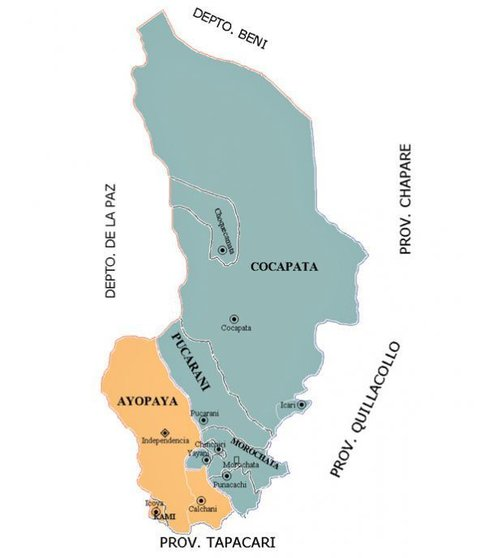 DEPTO. BENI
PROV. CHAPARE
DEPTO. DE LA PAZ
COCAPATA
Cocapata
PUCARANI
AYOPAYA
PROV. QUILLACOLLO
Icari
Pucarani
Independencia
MOROCHATA
Yayani
Morochata
Punacachi
Calchani
KAMI
PROV. TAPACARI